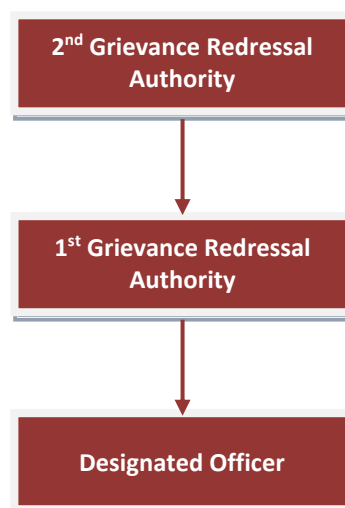 2nd Grievance Redressal
Authority
1st Grievance Redressal
Authority
Designated Officer